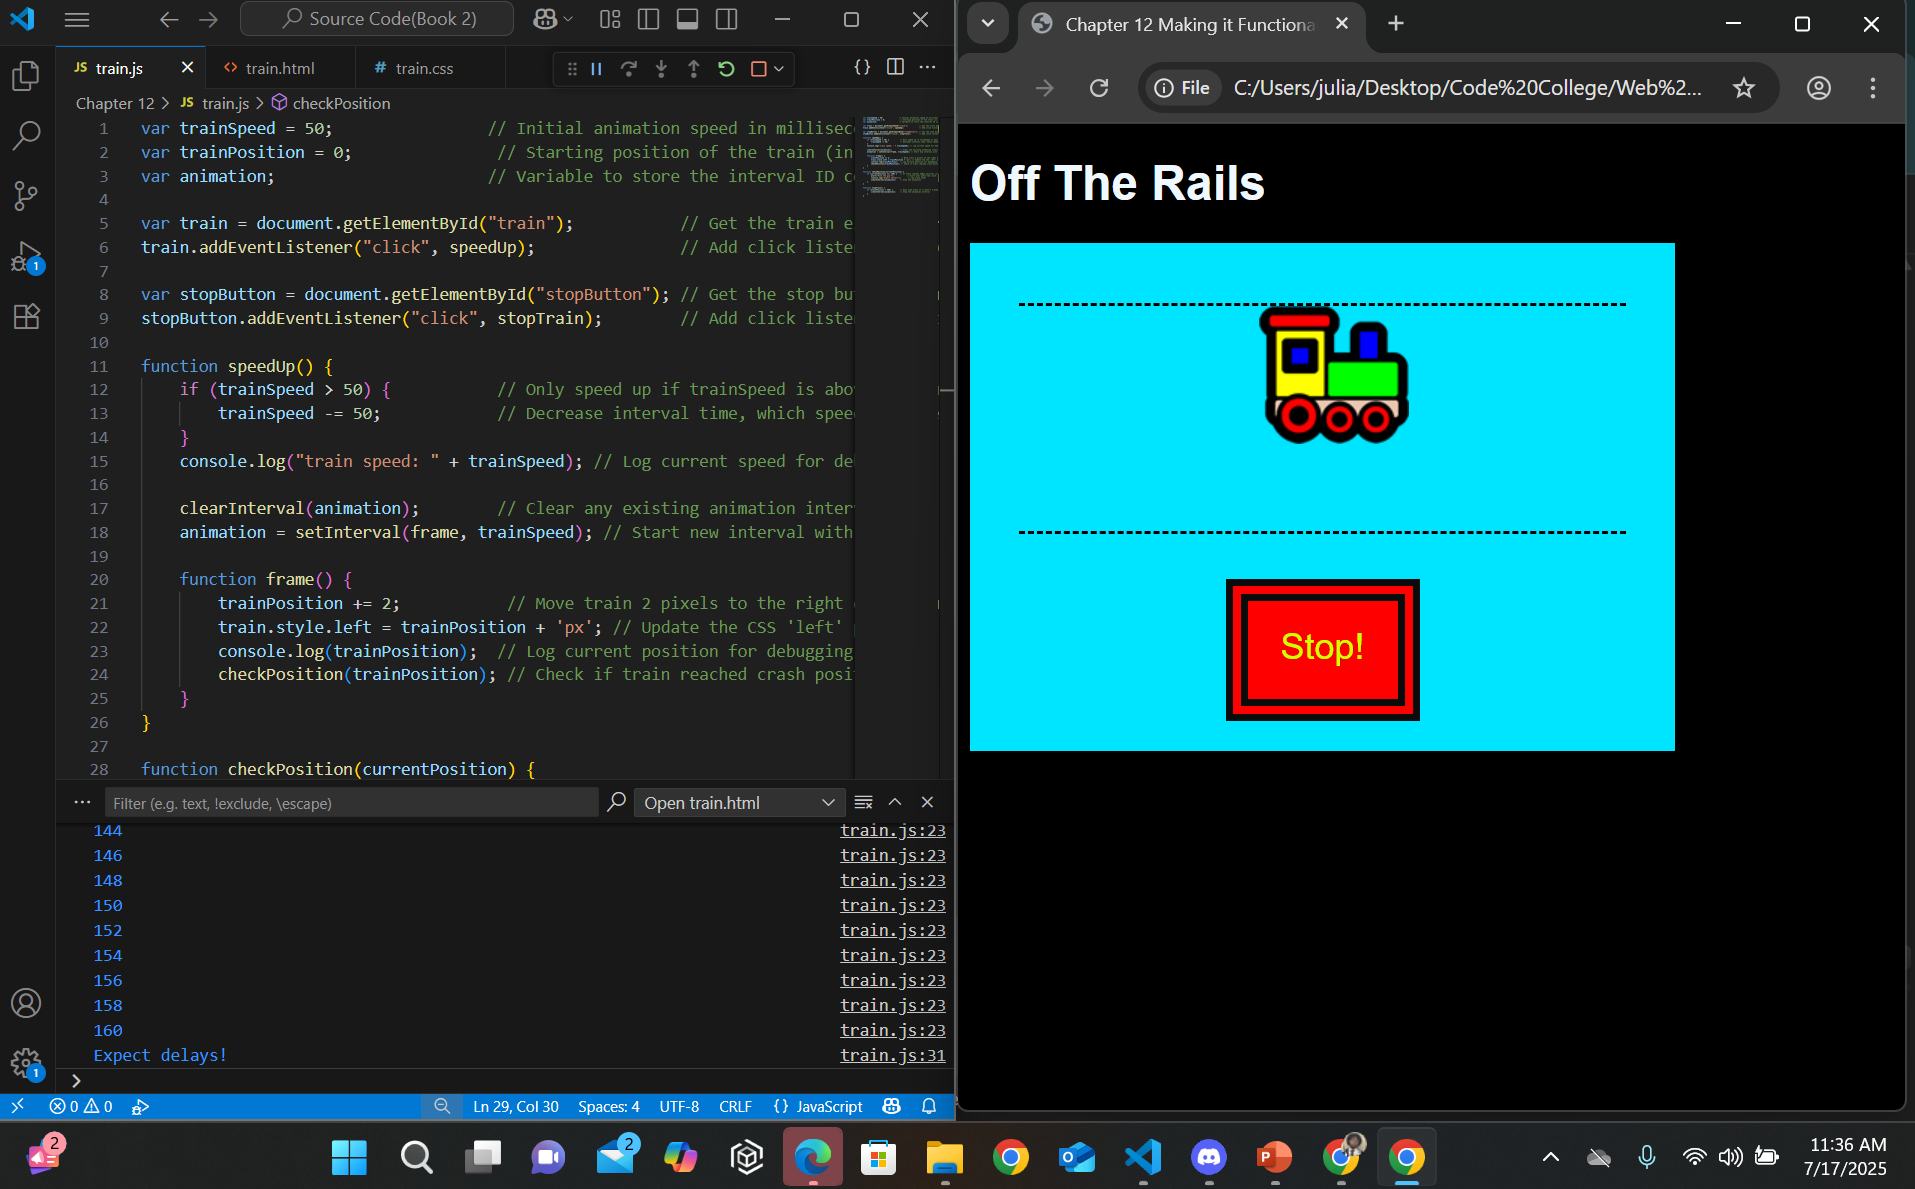 Source Code(Book 2)
JS train.js
<> train.html
# train.css
Chapter 12 > JS train.js > checkPosition
1 var trainSpeed = 50; // Initial animation speed in millisec
2 var trainPosition = 0; // Starting position of the train (in
3 var animation; // Variable to store the interval ID
4
5 var train = document.getElementById("train"); // Get the train e
6 train.addEventListener("click", speedUp); // Add click liste
7
8 var stopButton = document.getElementById("stopButton"); // Get the stop bu
9 stopButton.addEventListener("click", stopTrain); // Add click liste
10
11 function speedUp() {
12 if (trainSpeed > 50) { // Only speed up if trainSpeed is abo
13 trainSpeed -= 50; // Decrease interval time, which spee
14 }
15 console.log("train speed: " + trainSpeed); // Log current speed for de
16
17 clearInterval(animation); // Clear any existing animation inter
18 animation = setInterval(frame, trainSpeed); // Start new interval with
19
20 function frame() {
21 trainPosition += 2; // Move train 2 pixels to the right
22 train.style.left = trainPosition + 'px'; // Update the CSS 'left'
23 console.log(trainPosition); // Log current position for debugging
24 checkPosition(trainPosition); // Check if train reached crash posi
25 }
26 }
27
28 function checkPosition(currentPosition) {
Filter (e.g. text, !exclude, \escape)
Open train.html
144 train.js:23
146 train.js:23
148 train.js:23
150 train.js:23
152 train.js:23
154 train.js:23
156 train.js:23
158 train.js:23
160 train.js:23
Expect delays! train.js:31
>
1
1
0 0 Ln 29, Col 30 Spaces: 4 UTF-8 CRLF {} JavaScript
Chapter 12 Making it Functiona
File C:/Users/julia/Desktop/Code%20College/Web%2...
Off The Rails
Stop!
2
2
11:36 AM
7/17/2025